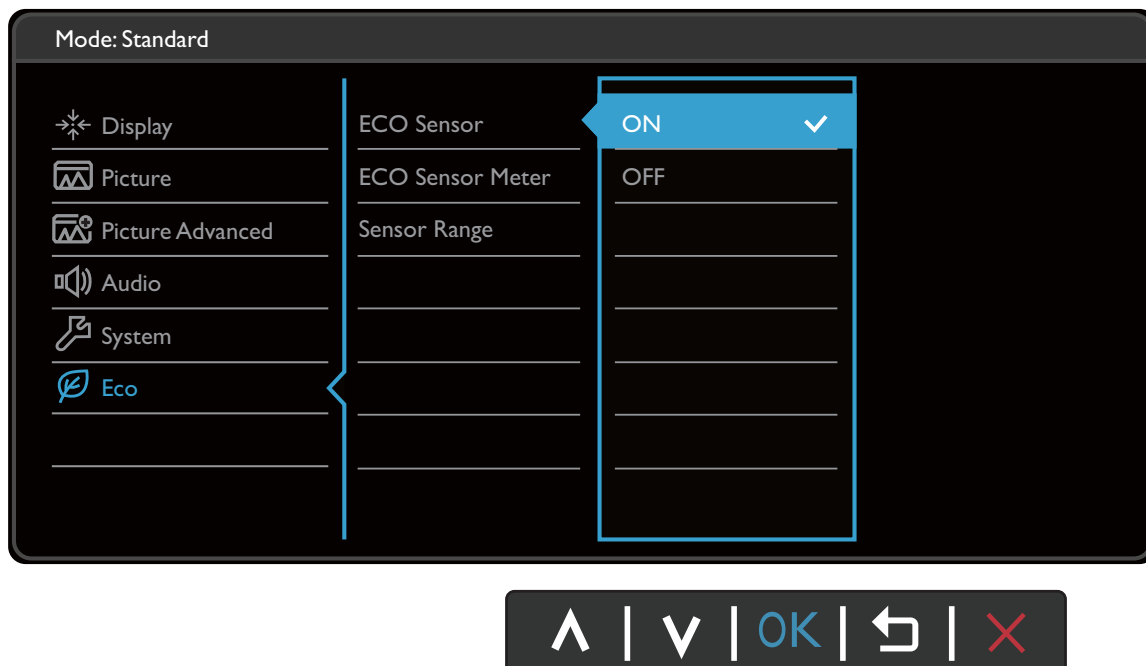 Mode: Standard
Display
Picture
Picture Advanced
Audio
System
Eco
ECO Sensor
ECO Sensor Meter
Sensor Range
ON
OFF
OK